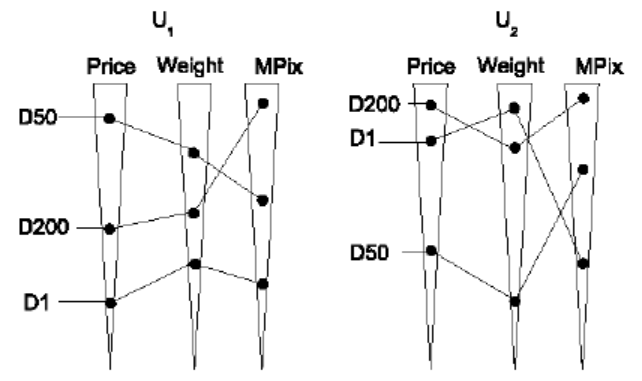 U1
U2
Price Weight MPix
Price Weight MPix
D50
D200
D1
D200
D1
D50